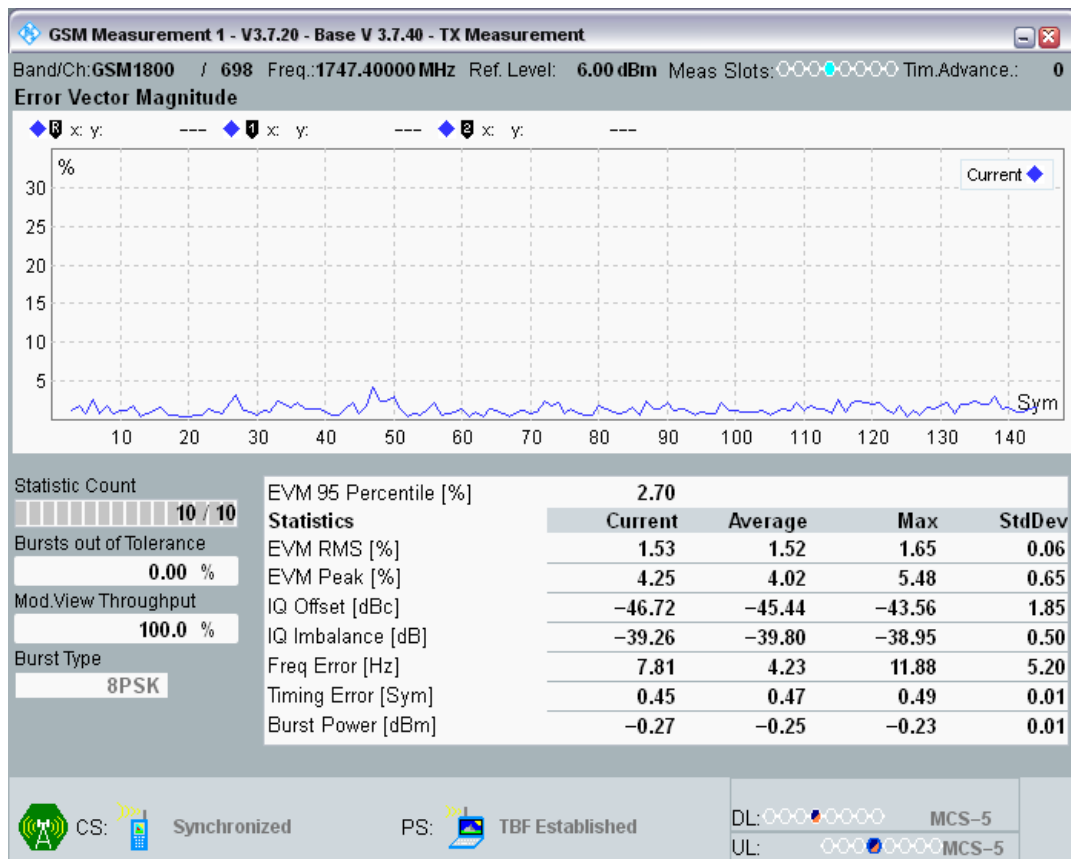 GSM Measurement 1 - V3.7.20 - Base V 3.7.40 - TX Measurement
Band/Ch:GSM1800 / 698 Freq.:1747.40000 MHz Ref. Level: 6.00 dBm Meas Slots: Tim.Advance.: 0
Error Vector Magnitude
R x: y: --- 1 x: y: --- 2 x: y: ---
%
Current
30
25
20
15
10
5
Sym
10 20 30 40 50 60 70 80 90 100 110 120 130 140
Statistic Count
10 / 10
Bursts out of Tolerance
0.00 %
Mod.View Throughput
100.0 %
Burst Type
8PSK
EVM 95 Percentile [%] 2.70
Statistics Current Average Max StdDev
EVM RMS [%] 1.53 1.52 1.65 0.06
EVM Peak [%] 4.25 4.02 5.48 0.65
IQ Offset [dBc] −46.72 −45.44 −43.56 1.85
IQ Imbalance [dB] −39.26 −39.80 −38.95 0.50
Freq Error [Hz] 7.81 4.23 11.88 5.20
Timing Error [Sym] 0.45 0.47 0.49 0.01
Burst Power [dBm] −0.27 −0.25 −0.23 0.01
CS: Synchronized PS: TBF Established
DL: MCS−5
UL: MCS−5